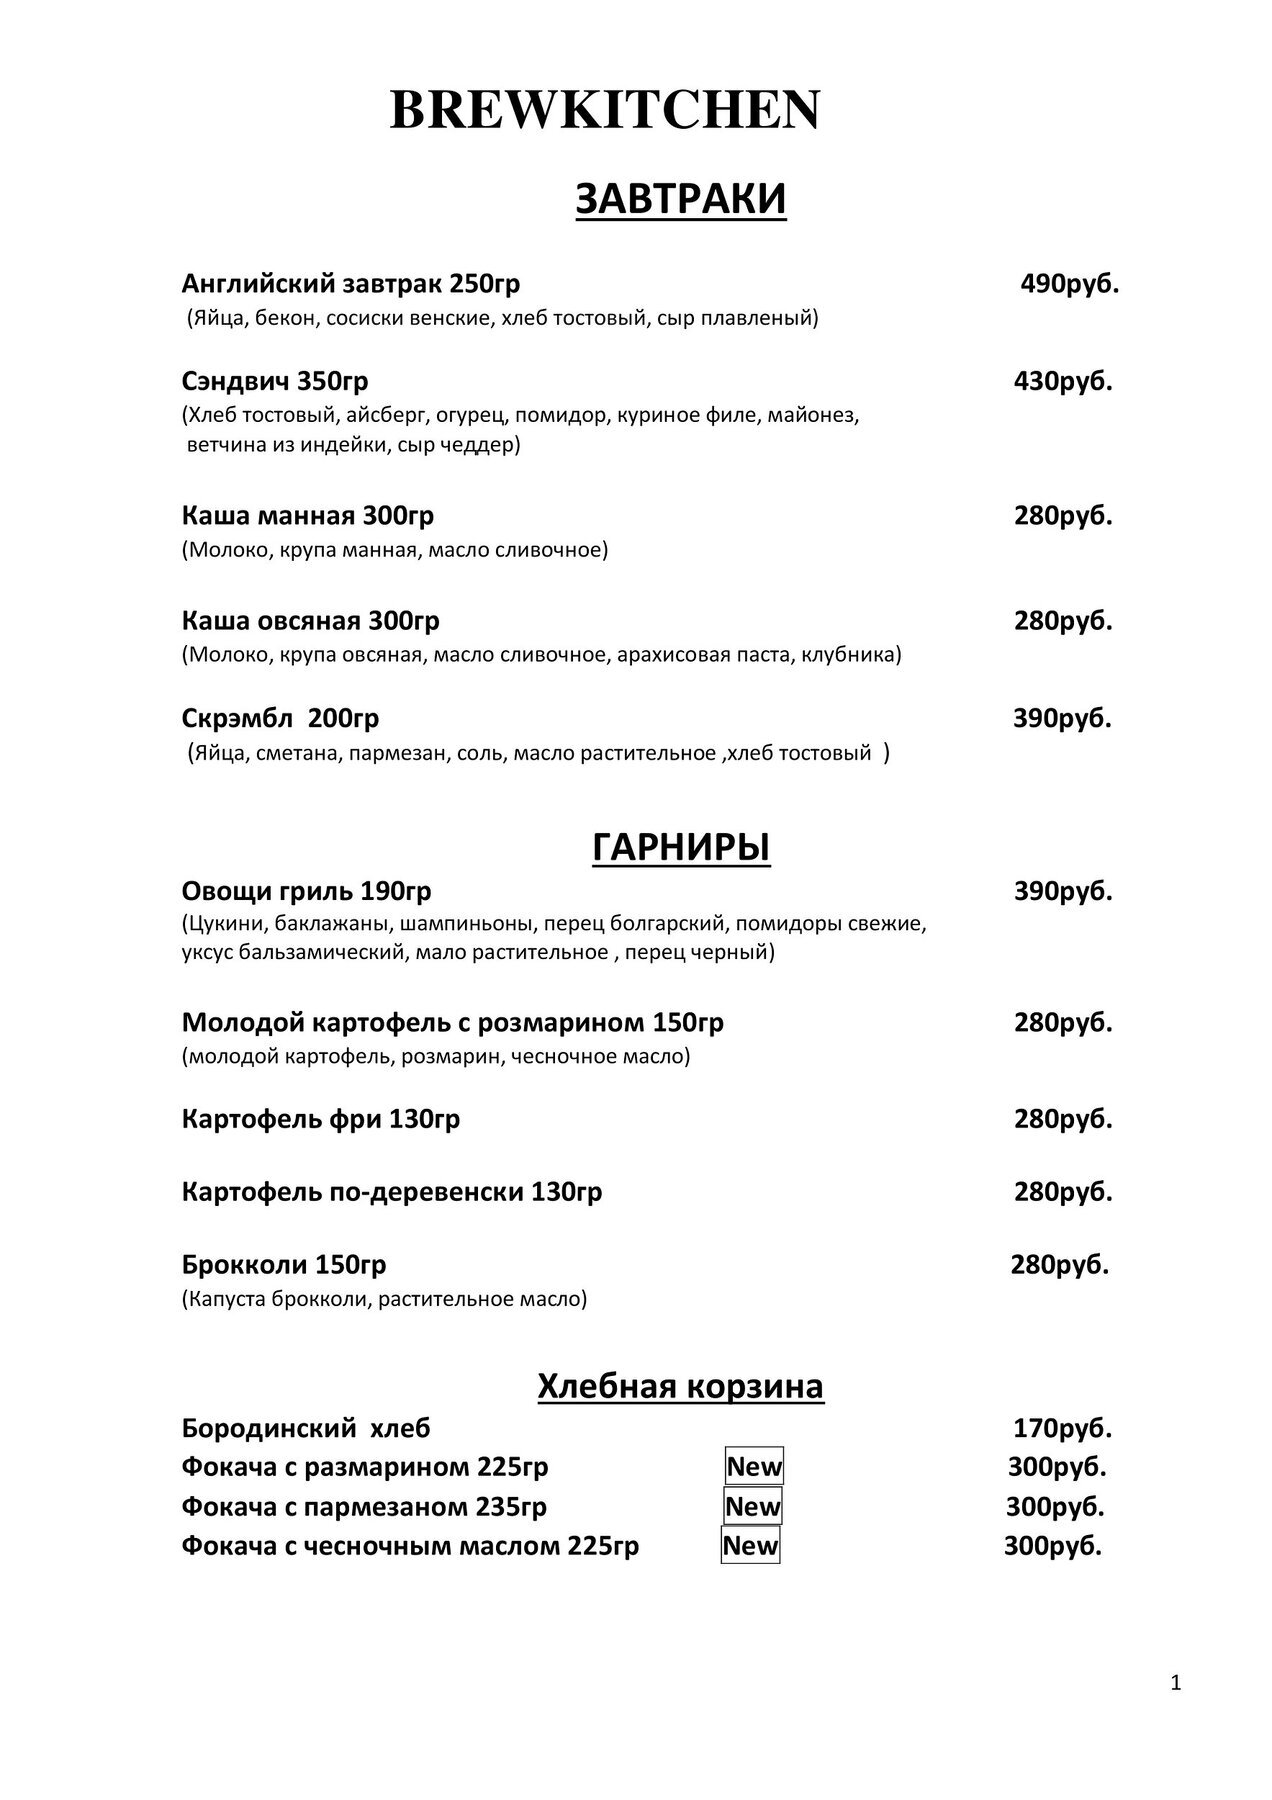 BREWKITCHEN
ЗАВТРАКИ
Английский завтрак 250гр 490руб.
(Яйца, бекон, сосиски венские, хлеб тостовый, сыр плавленый)
Сэндвич 350гр 430руб.
(Хлеб тостовый, айсберг, огурец, помидор, куриное филе, майонез,
ветчина из индейки, сыр чеддер)
Каша манная 300гр 280руб.
(Молоко, крупа манная, масло сливочное)
Каша овсяная 300гр 280руб.
(Молоко, крупа овсяная, масло сливочное, арахисовая паста, клубника)
Скрэмбл 200гр 390руб.
(Яйца, сметана, пармезан, соль, масло растительное ,хлеб тостовый )
ГАРНИРЫ
Овощи гриль 190гр 390руб.
(Цукини, баклажаны, шампиньоны, перец болгарский, помидоры свежие,
уксус бальзамический, мало растительное , перец черный)
Молодой картофель с розмарином 150гр 280руб.
(молодой картофель, розмарин, чесночное масло)
Картофель фри 130гр 280руб.
Картофель по-деревенски 130гр 280руб.
Брокколи 150гр 280руб.
(Капуста брокколи, растительное масло)
Хлебная корзина
Бородинский хлеб 170руб.
Фокача с размарином 225гр New 300руб.
Фокача с пармезаном 235гр New 300руб.
Фокача с чесночным маслом 225гр New 300руб.
1